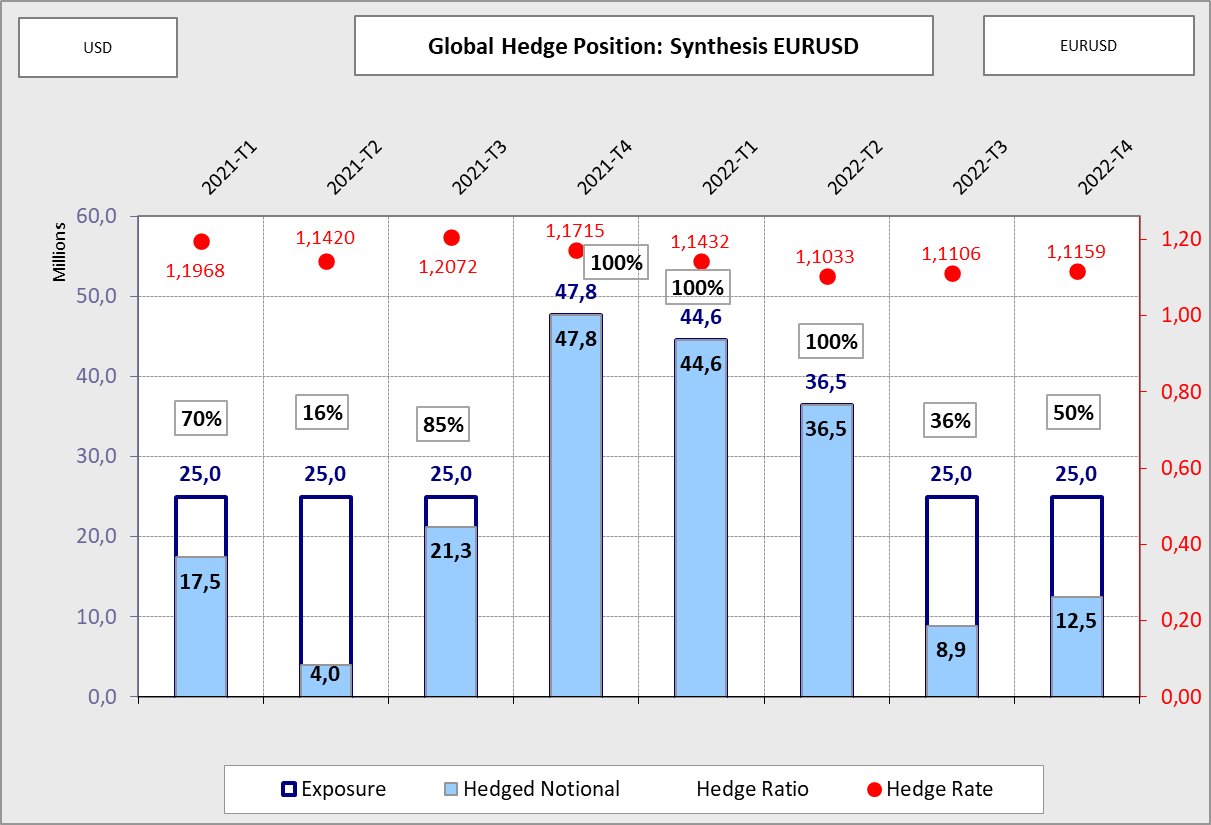 USD
Global Hedge Position: Synthesis EURUSD
EURUSD
2021-T1
2021-T2
2021-T3
2021-T4
2022-T1
2022-T2
2022-T3
2022-T4
Millions
60,0
50,0
40,0
30,0
20,0
10,0
0,0
1,20
1,00
0,80
0,60
0,40
0,20
0,00
1,1968
1,1420
1,2072
1,1715
1,1432
1,1033
1,1106
1,1159
70%
16%
85%
100%
100%
100%
36%
50%
25,0
25,0
25,0
47,8
44,6
36,5
25,0
25,0
17,5
4,0
21,3
47,8
44,6
36,5
8,9
12,5
Exposure
Hedged Notional
Hedge Ratio
Hedge Rate